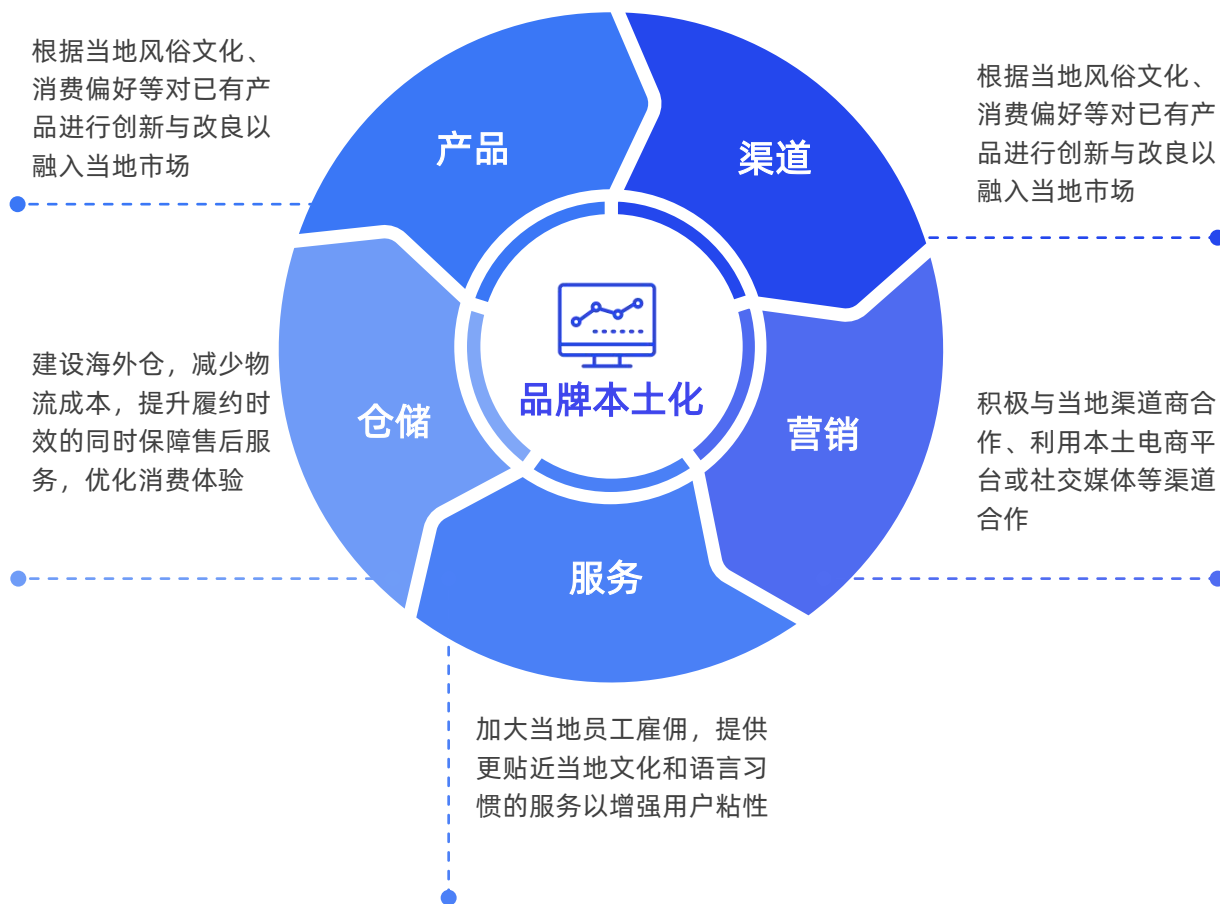 根据当地风俗文化、
消费偏好等对已有产
品进行创新与改良以
融入当地市场
产品
渠道
根据当地风俗文化、
消费偏好等对已有产
品进行创新与改良以
融入当地市场
建设海外仓，减少物
流成本，提升履约时
效的同时保障售后服
务，优化消费体验
仓储
品牌本土化
营销
积极与当地渠道商合
作、利用本土电商平
台或社交媒体等渠道
合作
服务
加大当地员工雇佣，提供
更贴近当地文化和语言习
惯的服务以增强用户粘性